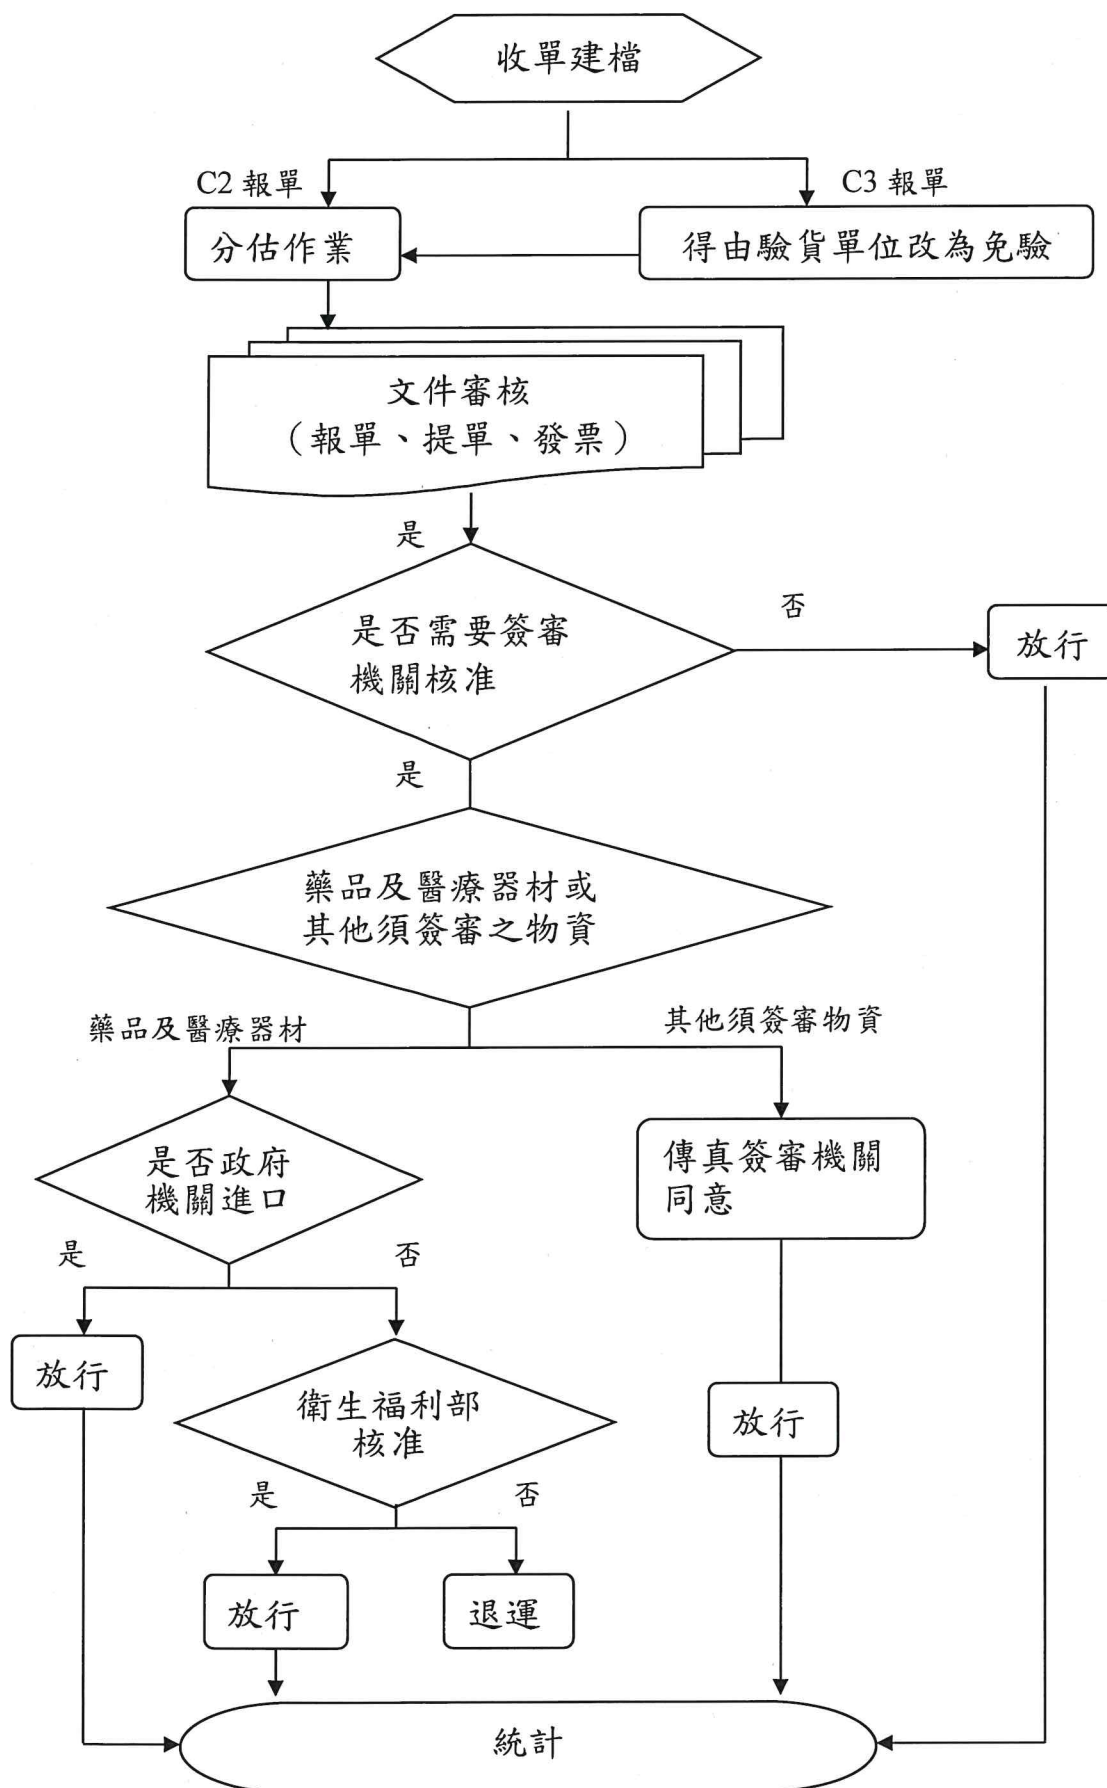 收單建檔
C2 報單
C3 報單
分估作業
得由驗貨單位改為免驗
文件審核
（報單、提單、發票）
是
否
是否需要簽審
機關核准
放行
是
藥品及醫療器材或
其他須簽審之物資
藥品及醫療器材
其他須簽審物資
是否政府
機關進口
傳真簽審機關
同意
是
否
放行
衛生福利部
核准
放行
是
否
放行
退運
統計